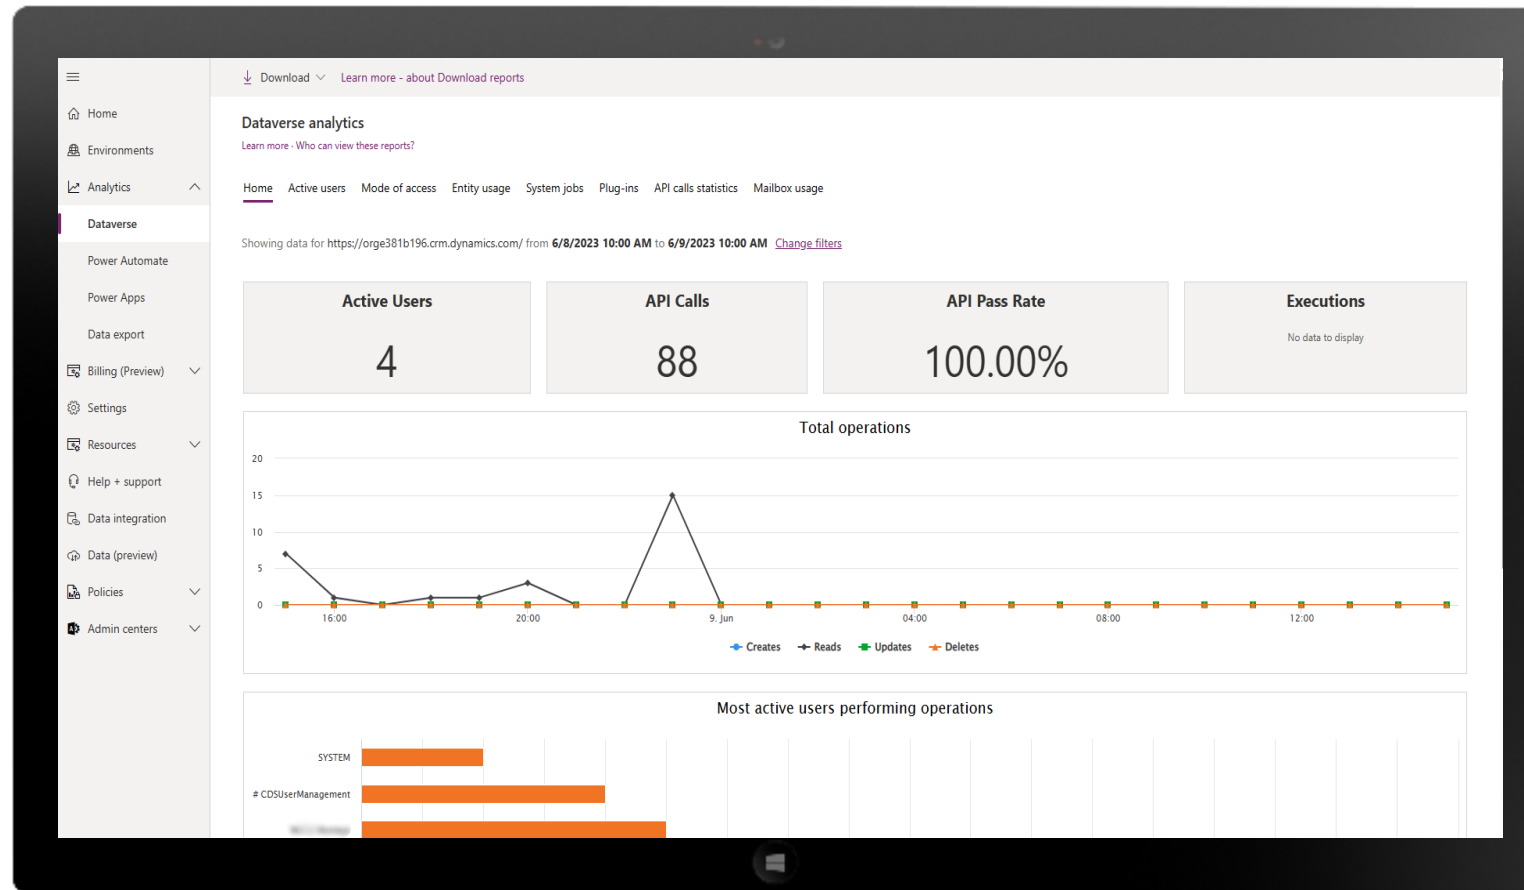 Download
Learn more - about Download reports
Home
Environments
Analytics
Dataverse
Power Automate
Power Apps
Data export
Billing (Preview)
Settings
Resources
Help + support
Data integration
Data (preview)
Policies
Admin centers
Dataverse analytics
Learn more · Who can view these reports?
Home Active users Mode of access Entity usage System jobs Plug-ins API calls statistics Mailbox usage
Showing data for https://orge381b196.crm.dynamics.com/ from 6/8/2023 10:00 AM to 6/9/2023 10:00 AM Change filters
Active Users
4
API Calls
88
API Pass Rate
100.00%
Executions
No data to display
Total operations
20
15
10
5
0
16:00 20:00 9. Jun 04:00 08:00 12:00
Creates Reads Updates Deletes
Most active users performing operations
SYSTEM
# CDSUserManagement